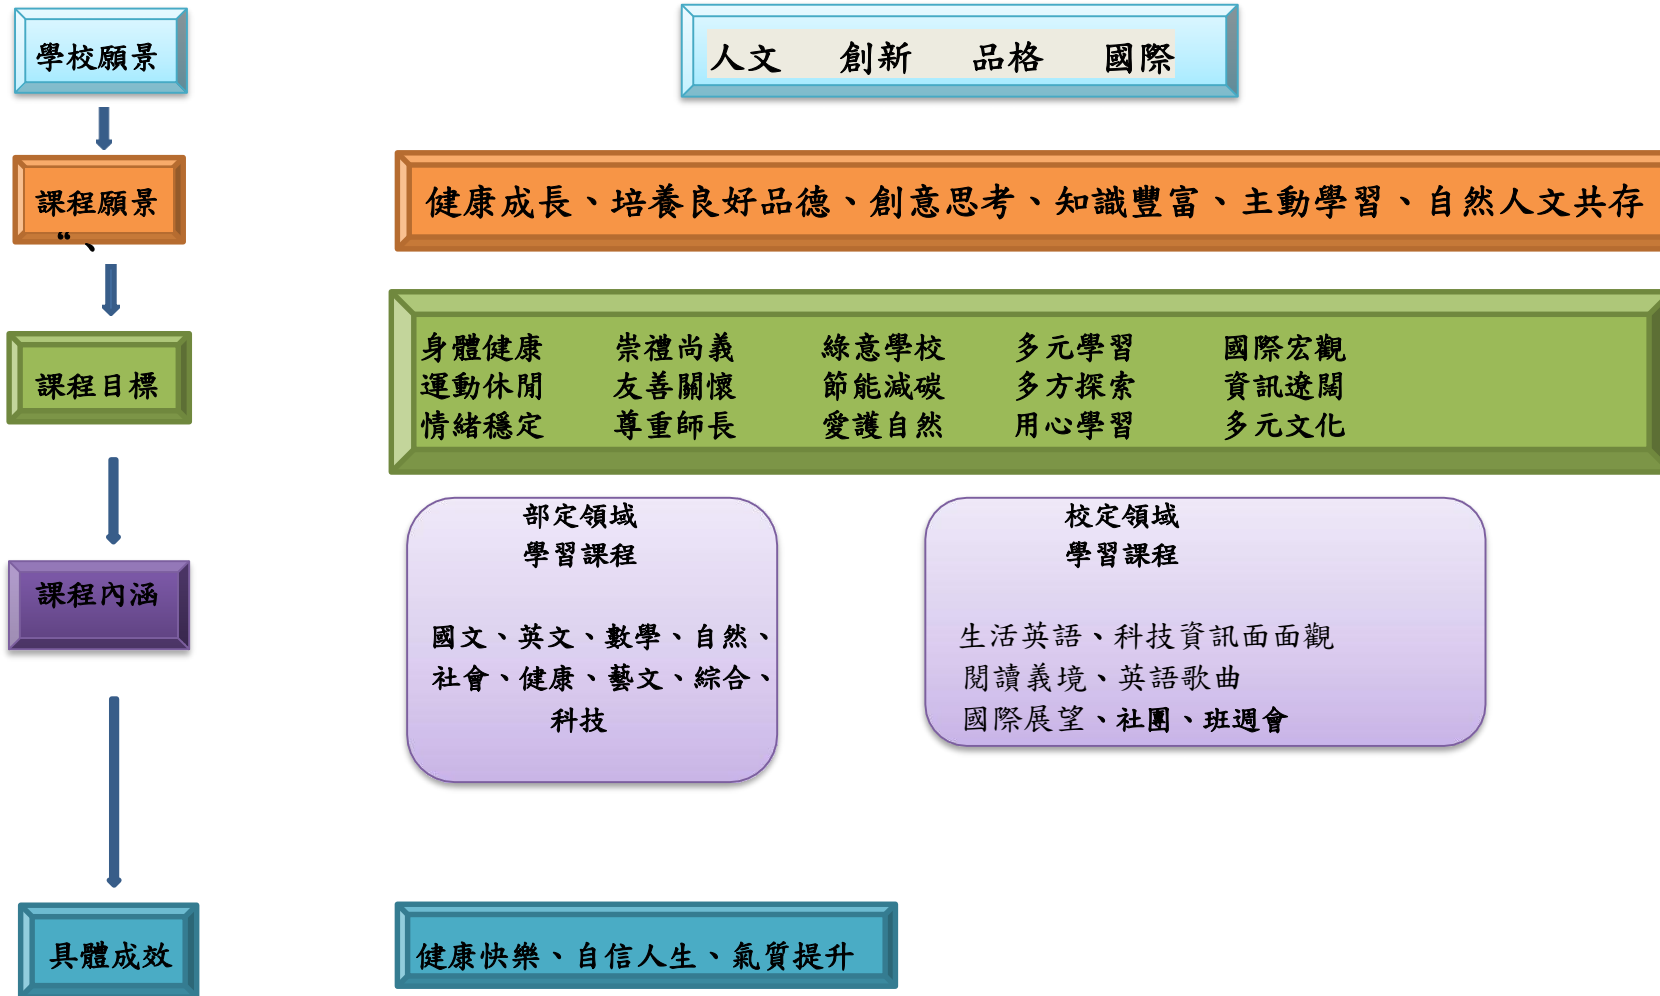 學校願景
人文 創新 品格 國際
課程願景
“、
健康成長、培養良好品德、創意思考、知識豐富、主動學習、自然人文共存
課程目標
身體健康 崇禮尚義 綠意學校 多元學習 國際宏觀
運動休閒 友善關懷 節能減碳 多方探索 資訊遼闊
情緒穩定 尊重師長 愛護自然 用心學習 多元文化
課程內涵
部定領域
學習課程
國文、英文、數學、自然、
社會、健康、藝文、綜合、
科技
校定領域
學習課程
生活英語、科技資訊面面觀
閱讀義境、英語歌曲
國際展望、社團、班週會
具體成效
健康快樂、自信人生、氣質提升